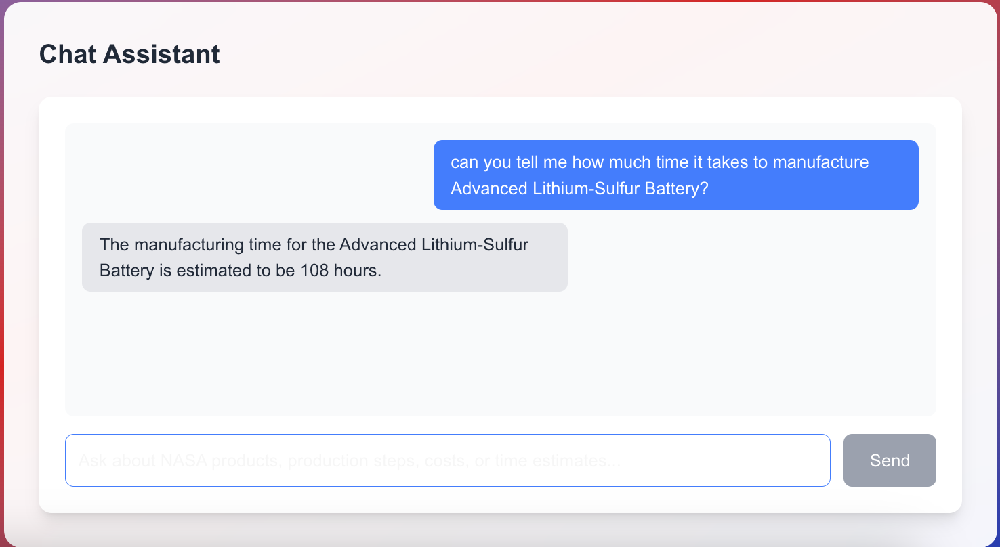 Chat Assistant
can you tell me how much time it takes to manufacture
Advanced Lithium-Sulfur Battery?
The manufacturing time for the Advanced Lithium-Sulfur
Battery is estimated to be 108 hours.
Ask about NASA products, production steps, costs, or time estimates...
Send